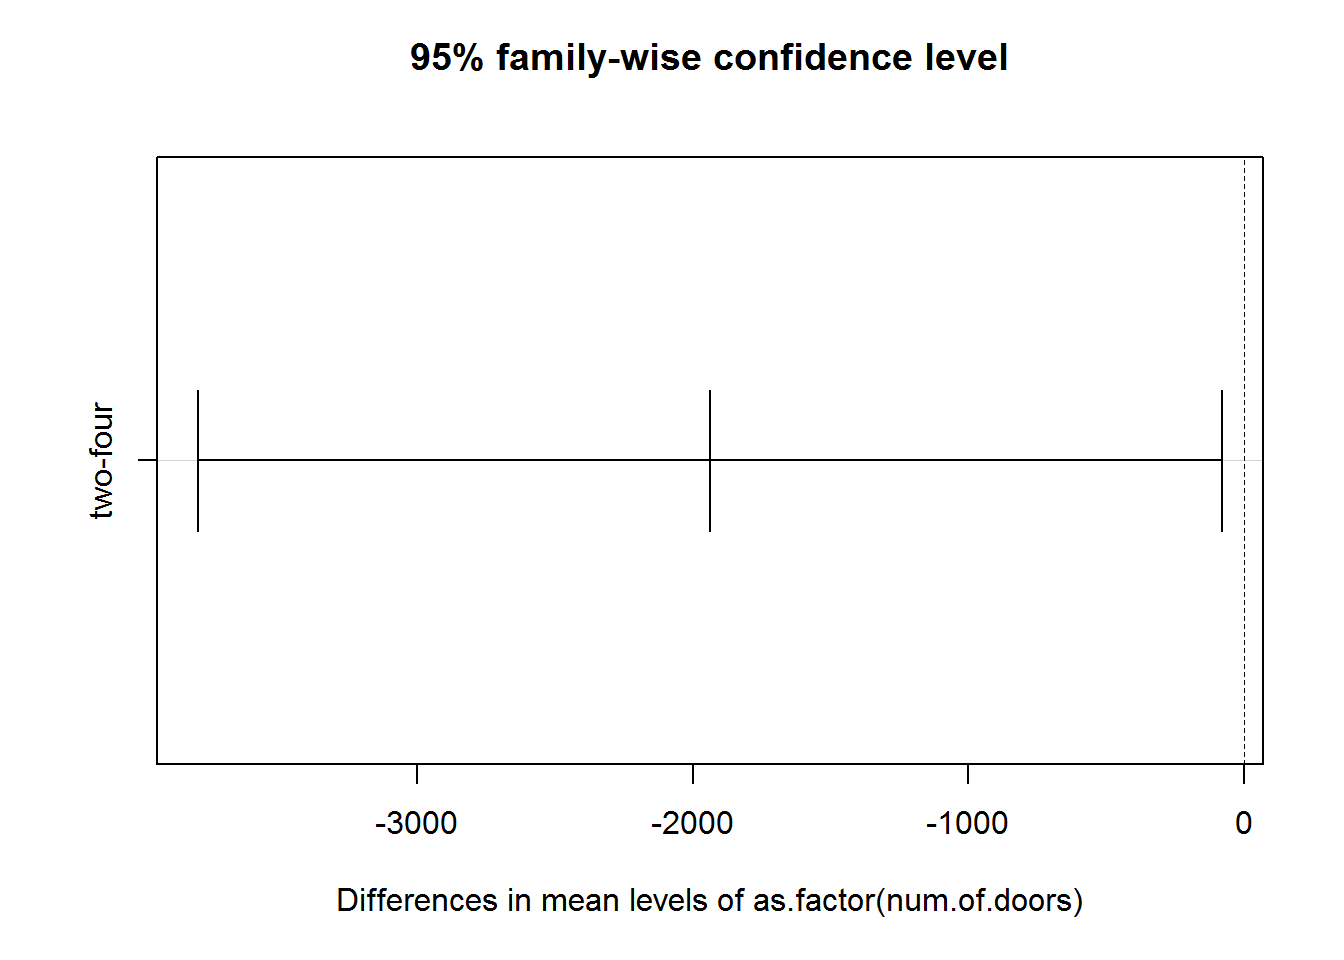 95% family-wise confidence level
two-four
-3000 -2000 -1000 0
Differences in mean levels of as.factor(num.of.doors)